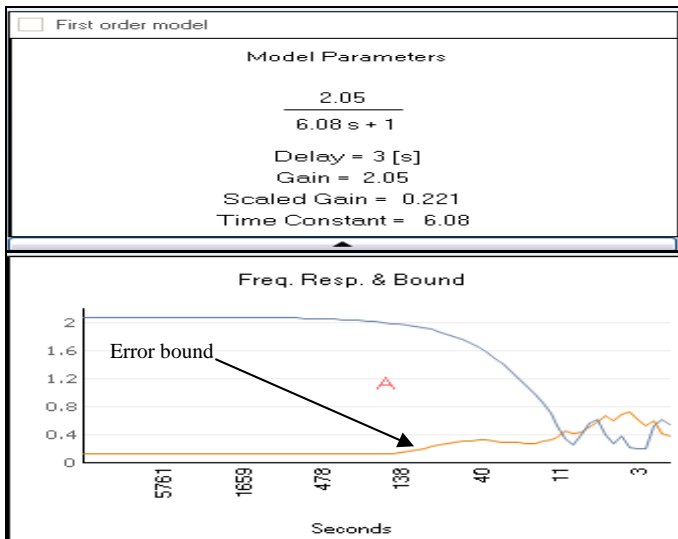 First order model
Model Parameters
2.05
6.08 s + 1
Delay = 3 [s]
Gain = 2.05
Scaled Gain = 0.221
Time Constant = 6.08
Freq. Resp. & Bound
2
1.6
1.2
0.8
0.4
0
Error bound
A
5761
1659
478
138
40
11
3
Seconds